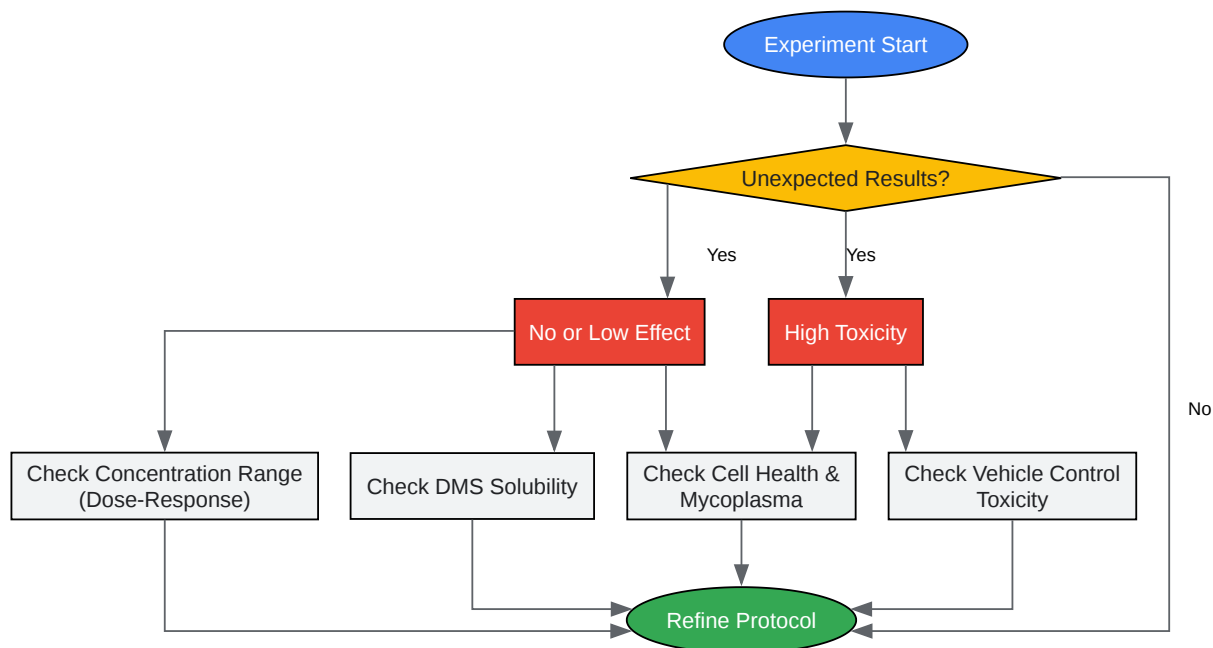 Experiment Start
Unexpected Results?
Yes
Yes
No or Low Effect
High Toxicity
No
Check Concentration Range
(Dose-Response)
Check DMS Solubility
Check Cell Health &
Mycoplasma
Check Vehicle Control
Toxicity
Refine Protocol